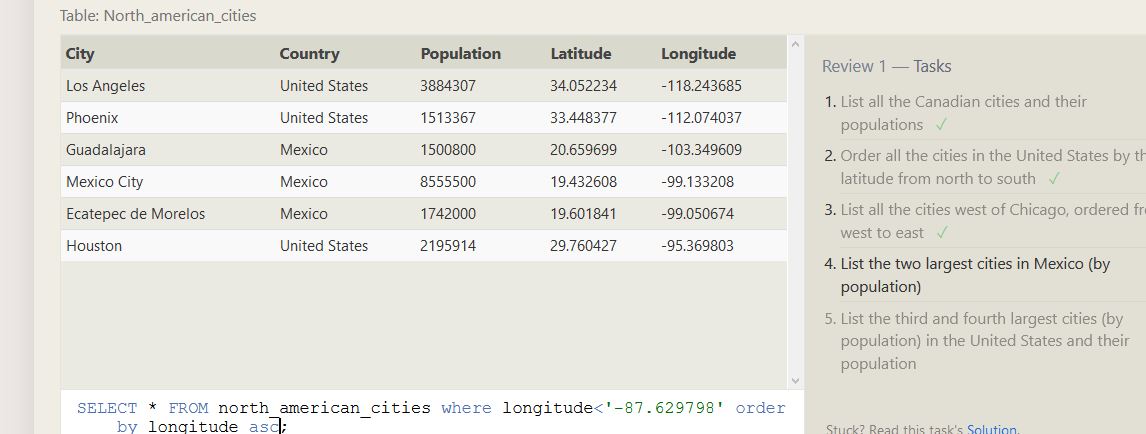 Table: North_american_cities
City Country Population Latitude Longitude
Los Angeles United States 3884307 34.052234 -118.243685
Phoenix United States 1513367 33.448377 -112.074037
Guadalajara Mexico 1500800 20.659699 -103.349609
Mexico City Mexico 8555500 19.432608 -99.133208
Ecatepec de Morelos Mexico 1742000 19.601841 -99.050674
Houston United States 2195914 29.760427 -95.369803
SELECT * FROM north_american_cities where longitude<'-87.629798' order
by longitude asc;
Review 1 — Tasks
1. List all the Canadian cities and their
populations ✓
2. Order all the cities in the United States by th
latitude from north to south ✓
3. List all the cities west of Chicago, ordered fr
west to east ✓
4. List the two largest cities in Mexico (by
population)
5. List the third and fourth largest cities (by
population) in the United States and their
population
Stuck? Read this task's Solution.